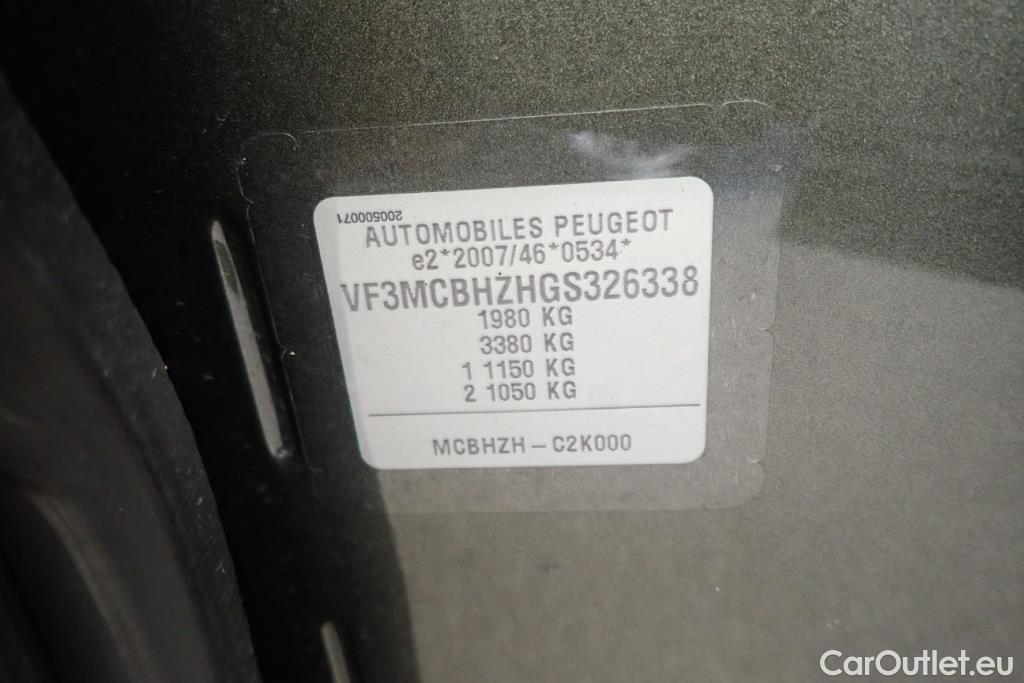 200500071
AUTOMOBILES PEUGEOT
e2*2007/46*0534*
VF3MCBHZHGS326338
1980 KG
3380 KG
1 1150 KG
2 1050 KG
MCBHZH – C2K000
CarOutlet.eu